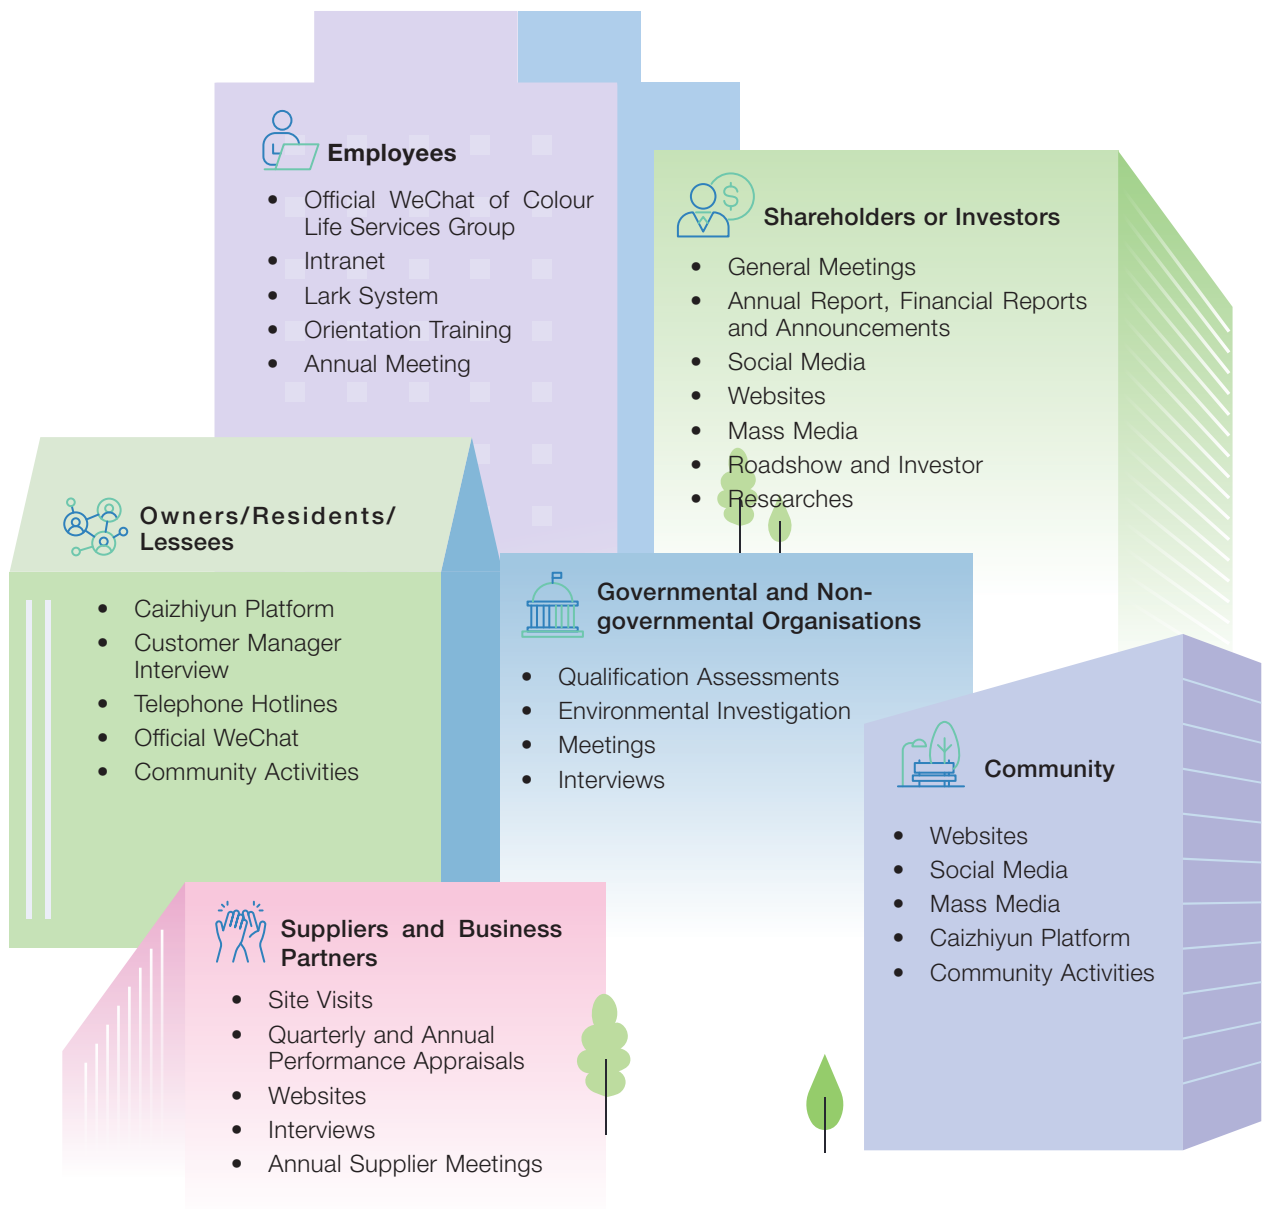 Employees
• Official WeChat of Colour
Life Services Group
• Intranet
• Lark System
• Orientation Training
• Annual Meeting
Shareholders or Investors
• General Meetings
• Annual Report, Financial Reports
and Announcements
• Social Media
• Websites
• Mass Media
• Roadshow and Investor
• Researches
Owners/Residents/
Lessees
• Caizhiyun Platform
• Customer Manager
Interview
• Telephone Hotlines
• Official WeChat
• Community Activities
Governmental and Non-
governmental Organisations
• Qualification Assessments
• Environmental Investigation
• Meetings
• Interviews
Community
• Websites
• Social Media
• Mass Media
• Caizhiyun Platform
• Community Activities
Suppliers and Business
Partners
• Site Visits
• Quarterly and Annual
Performance Appraisals
• Websites
• Interviews
• Annual Supplier Meetings